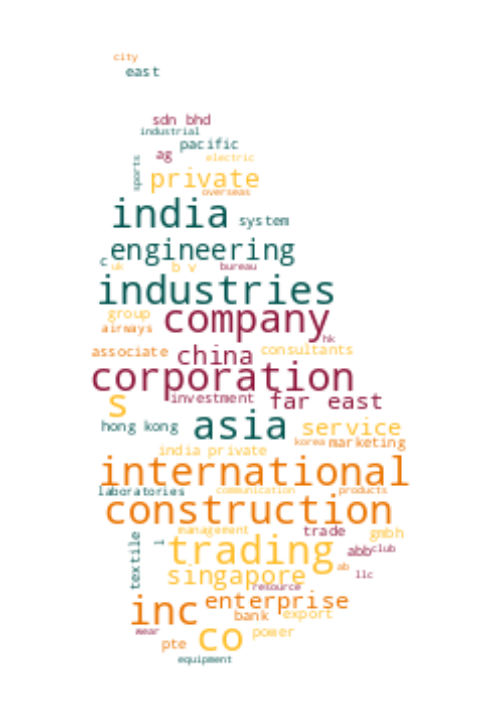 city
east
sdn bhd
industrial
pacific
ag electric
sports
private
overseas
india system
engineering
c uk b v bureau
industries
group
company
airways
hk
associate china consultants
corporation
s investment far east
hong kong asia service
korea marketing
india private
international
laboratories communication products
construction
management trade gmbh
textile l trading abb club
ab
singapore llc
resource
inc enterprise
bank export
wear co power
pte
equipment